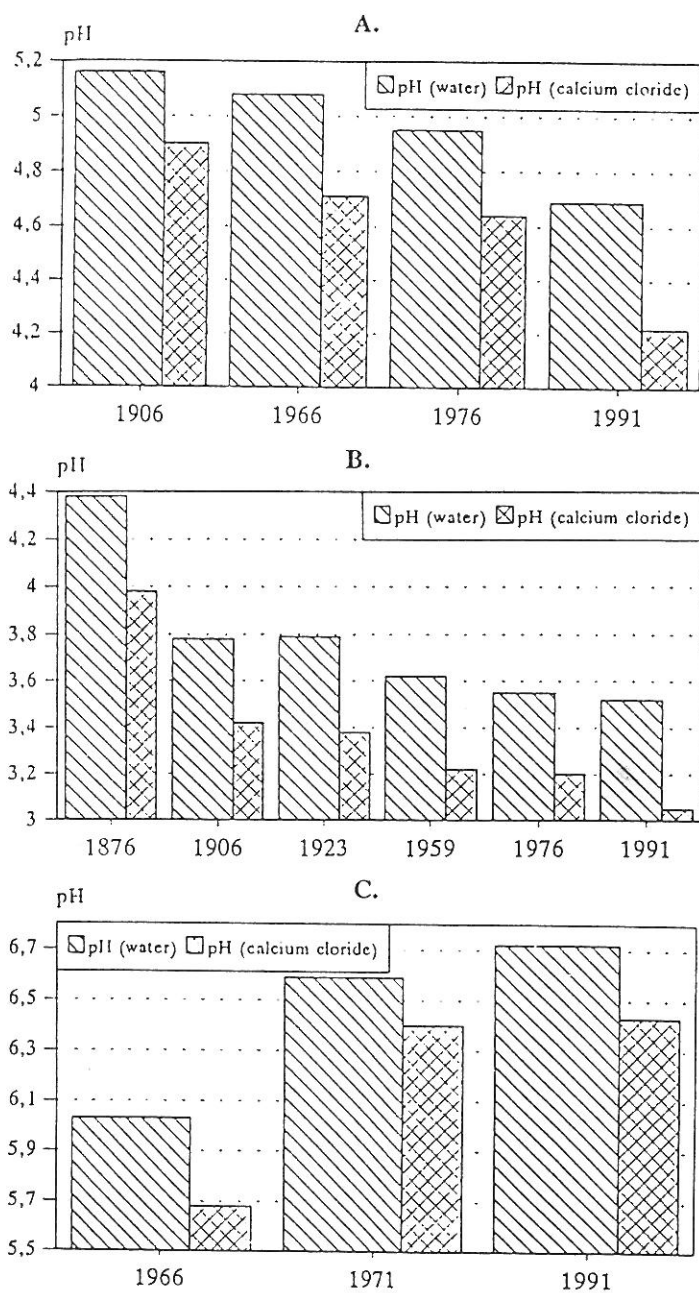 A.
pH
5,2
pH (water) pH (calcium cloride)
5
4,8
4,6
4,4
4,2
4
1906 1966 1976 1991
B.
pH
4,4
pH (water) pH (calcium cloride)
4,2
4
3,8
3,6
3,4
3,2
3
1876 1906 1923 1959 1976 1991
C.
pH
6,7
pH (water) pH (calcium cloride)
6,5
6,3
6,1
5,9
5,7
5,5
1966 1971 1991